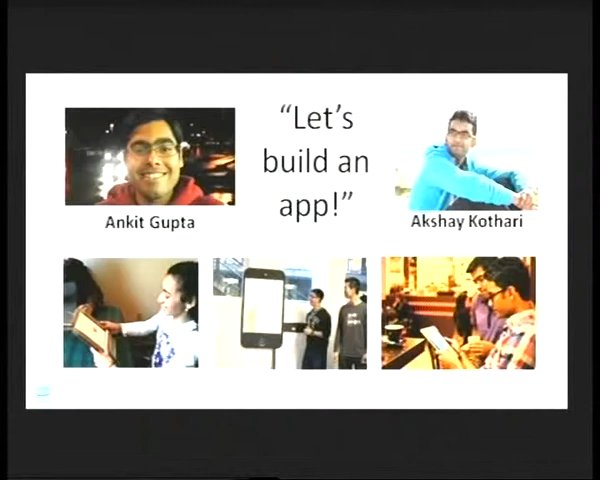 “Let’s
build an
app!”
Ankit Gupta
Akshay Kothari